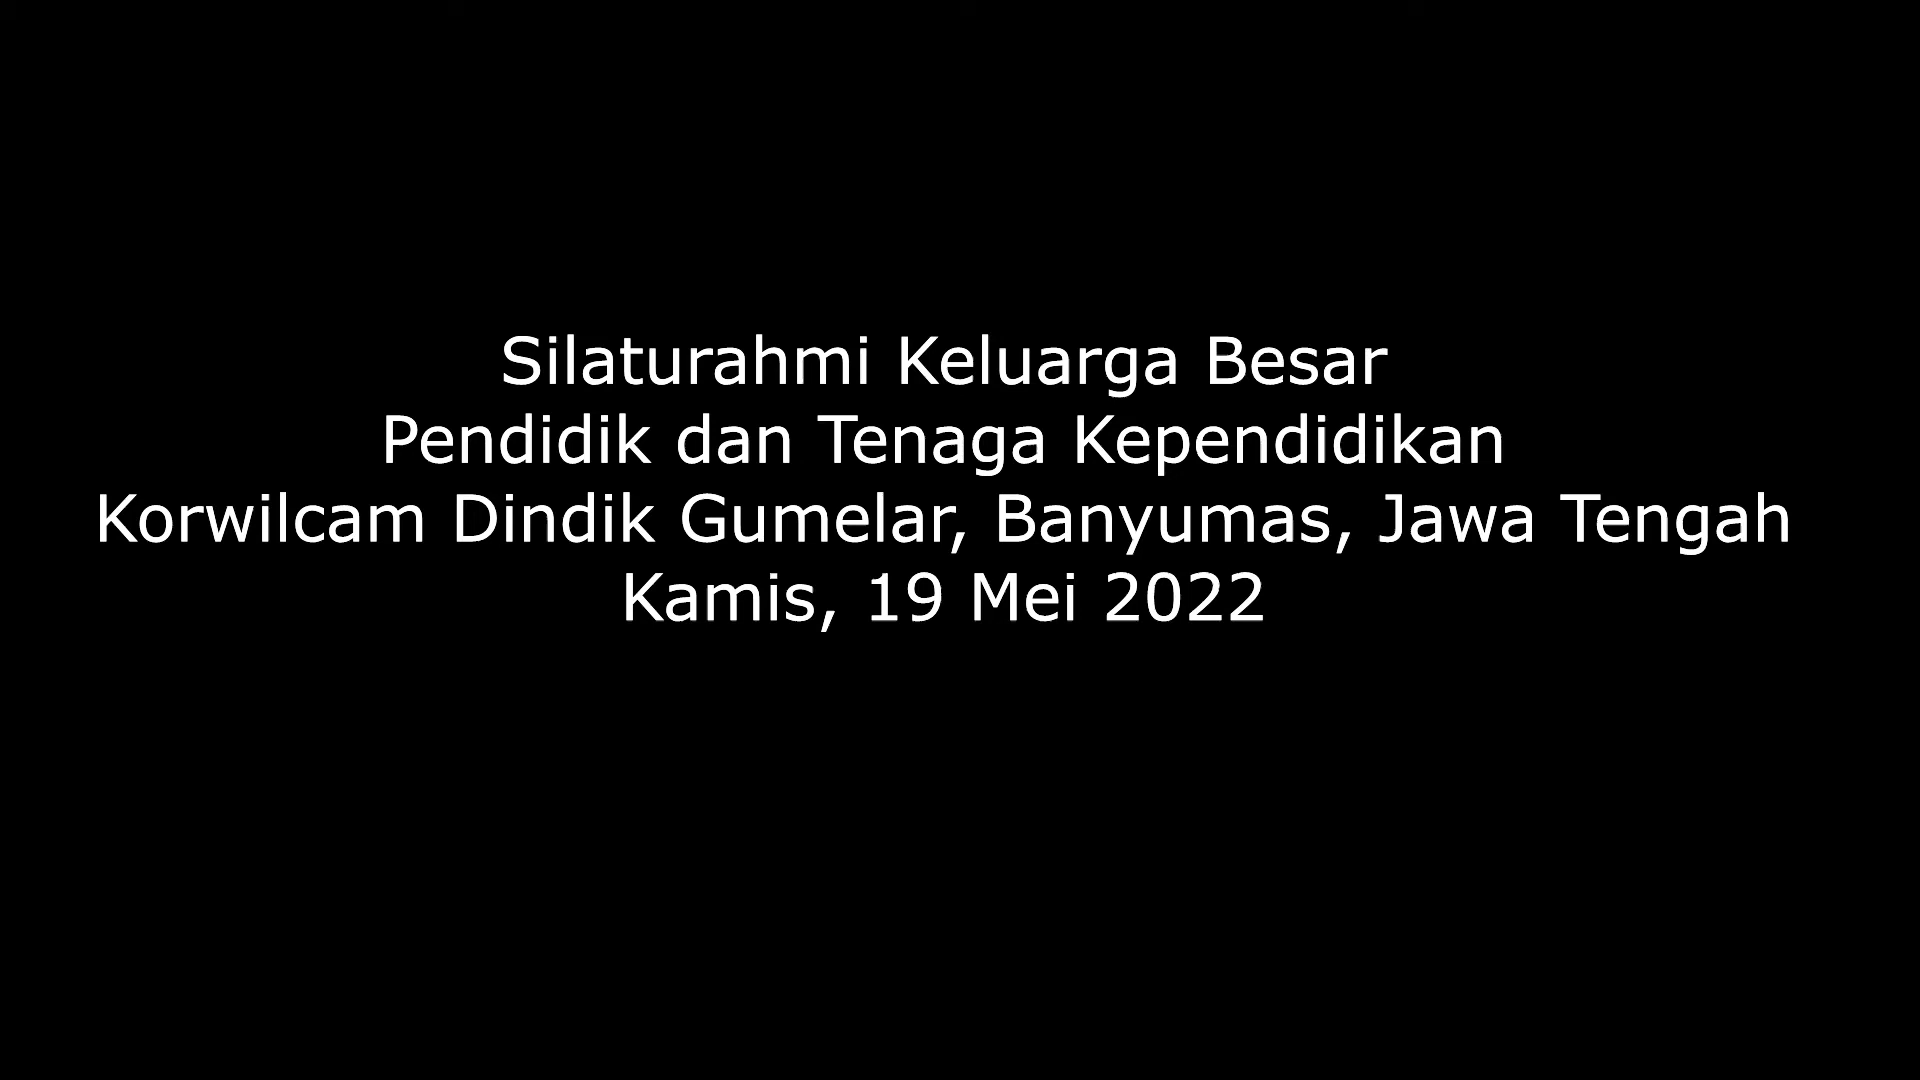 Silaturahmi Keluarga Besar
Pendidik dan Tenaga Kependidikan
Korwilcam Dindik Gumelar, Banyumas, Jawa Tengah
Kamis, 19 Mei 2022